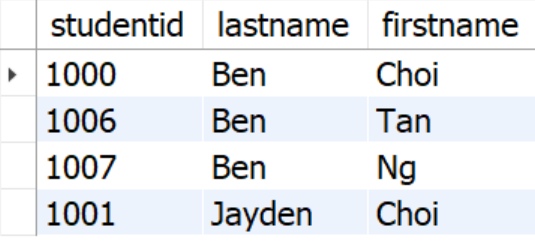 studentid lastname firstname
1000 Ben Choi
1006 Ben Tan
1007 Ben Ng
1001 Jayden Choi